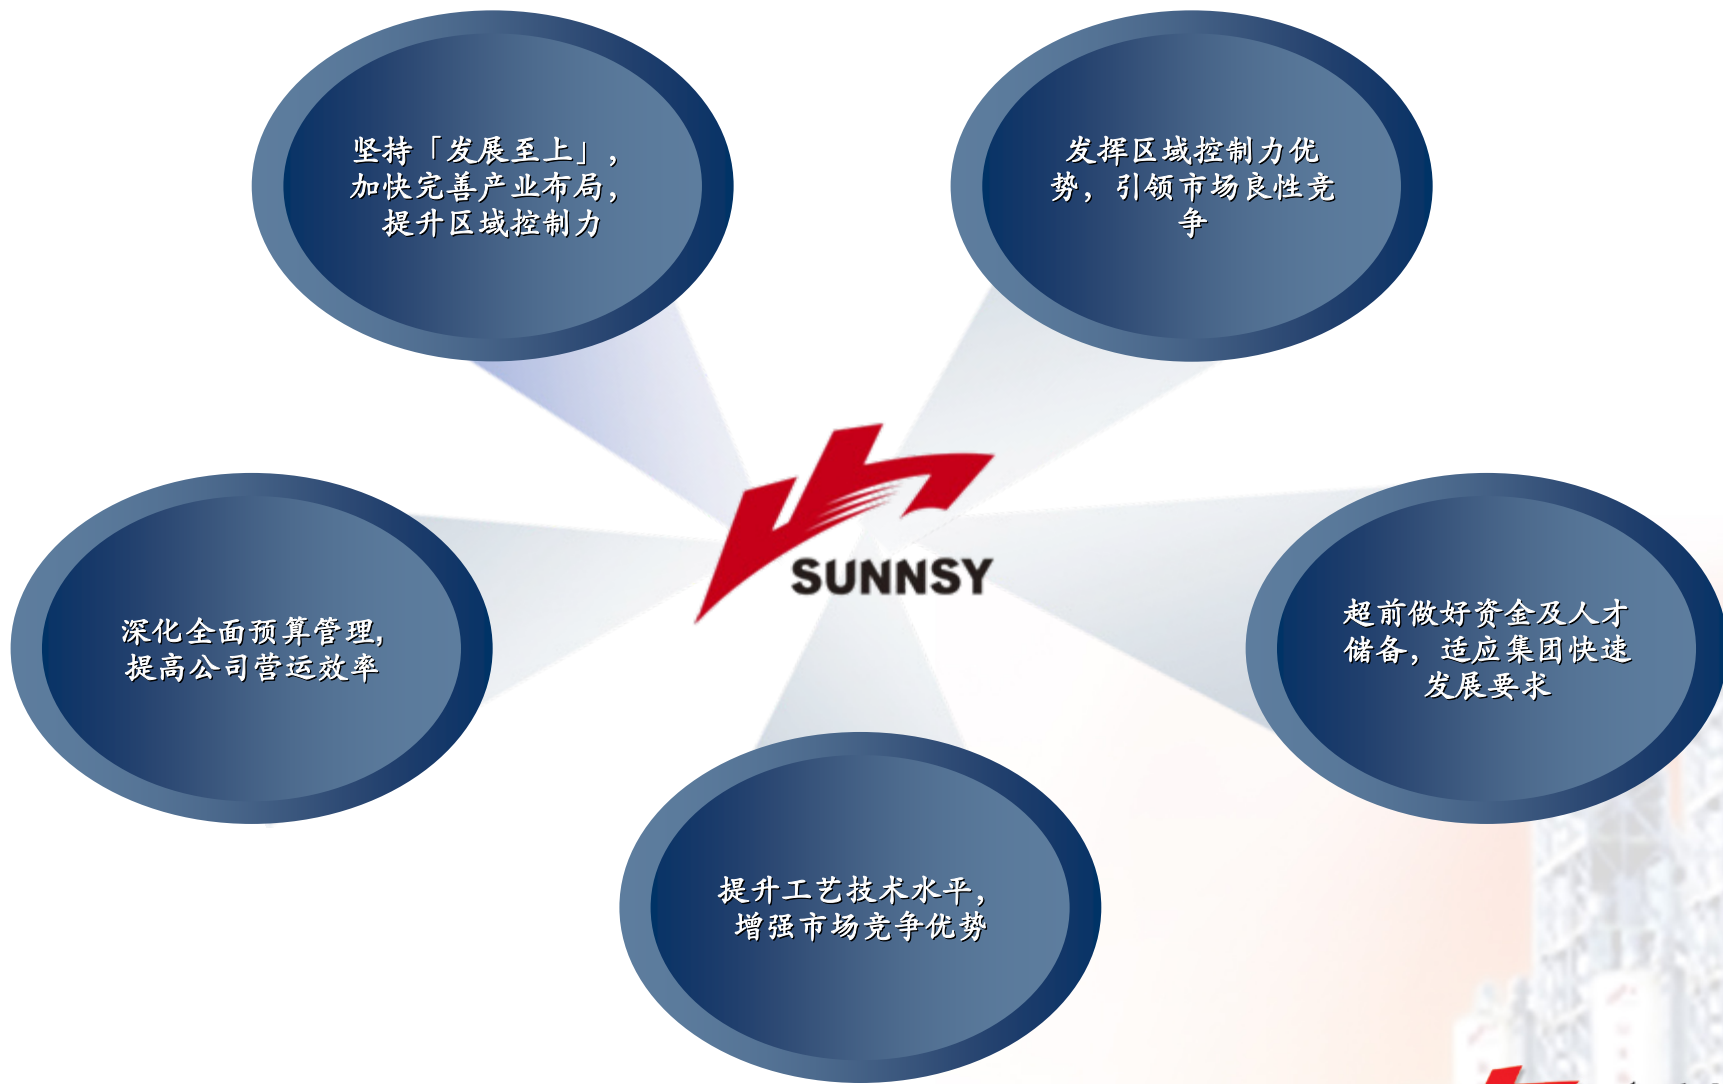 坚持「发展至上」,
加快完善产业布局,
提升区域控制力
发挥区域控制力优
势，引领市场良性竞
争
SUNNSY
深化全面预算管理,
提高公司营运效率
超前做好资金及人才
储备，适应集团快速
发展要求
提升工艺技术水平,
增强市场竞争优势